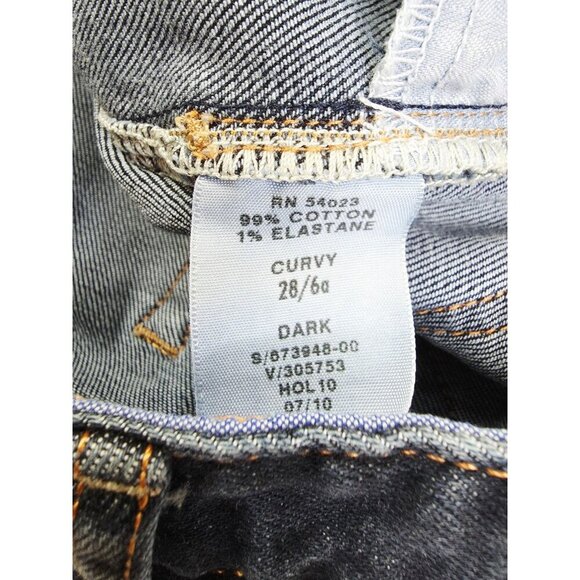 RN 54023
99% COTTON
1% ELASTANE
CURVY
28/6a
DARK
S/673948-00
V/305753
HOL10
07/10